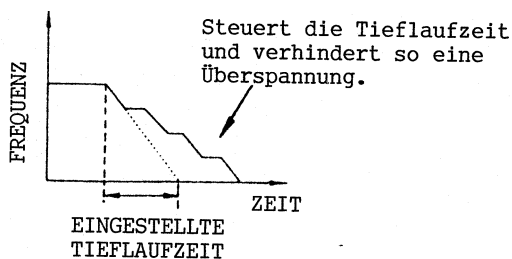 Steuert die Tieflaufzeit
und verhindert so eine
Überspannung.
FREQUENZ
ZEIT
EINGESTELLTE
TIEFLAUFZEIT